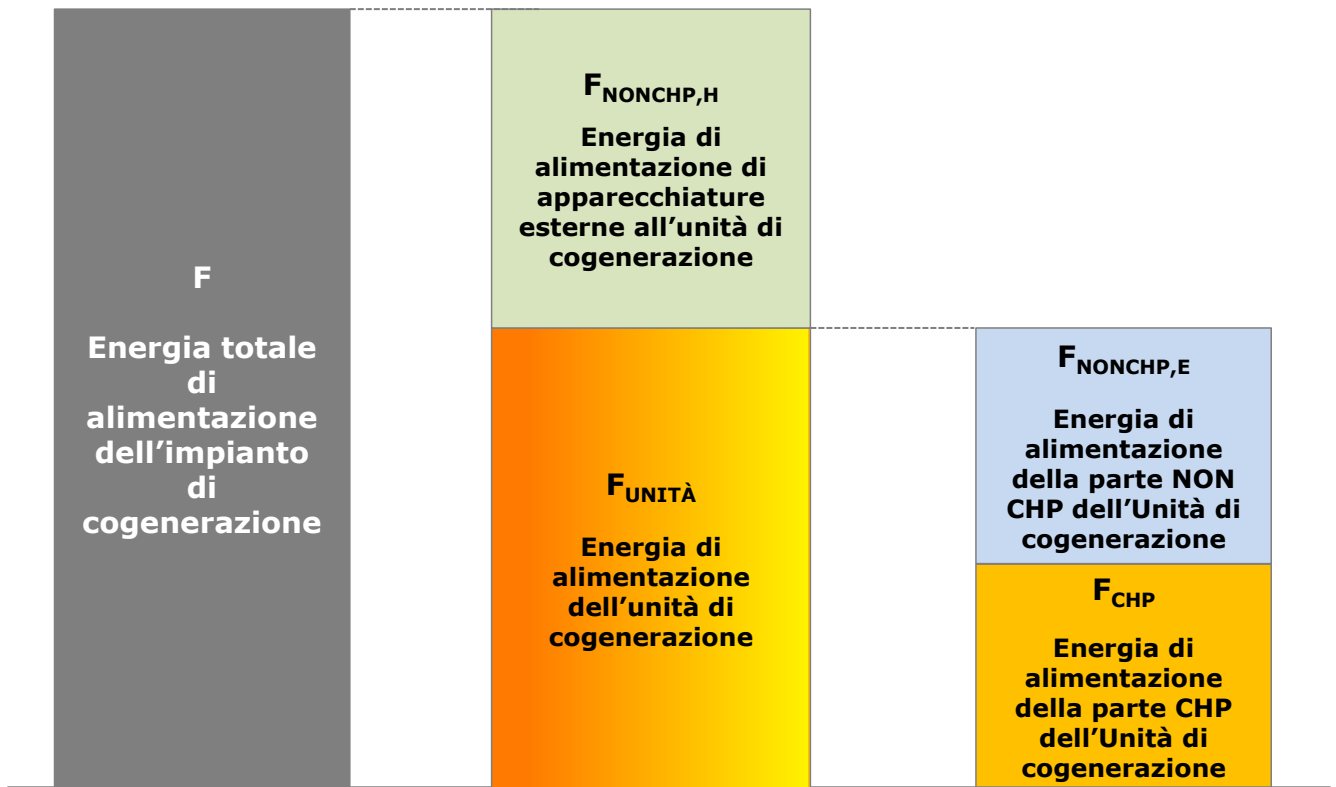 F
Energia totale
di
alimentazione
dell’impianto
di
cogenerazione
FNONCHP,H
Energia di
alimentazione di
apparecchiature
esterne all’unità di
cogenerazione
FUNITÀ
Energia di
alimentazione
dell’unità di
cogenerazione
FNONCHP,E
Energia di
alimentazione
della parte NON
CHP dell’Unità di
cogenerazione
FCHP
Energia di
alimentazione
della parte CHP
dell’Unità di
cogenerazione